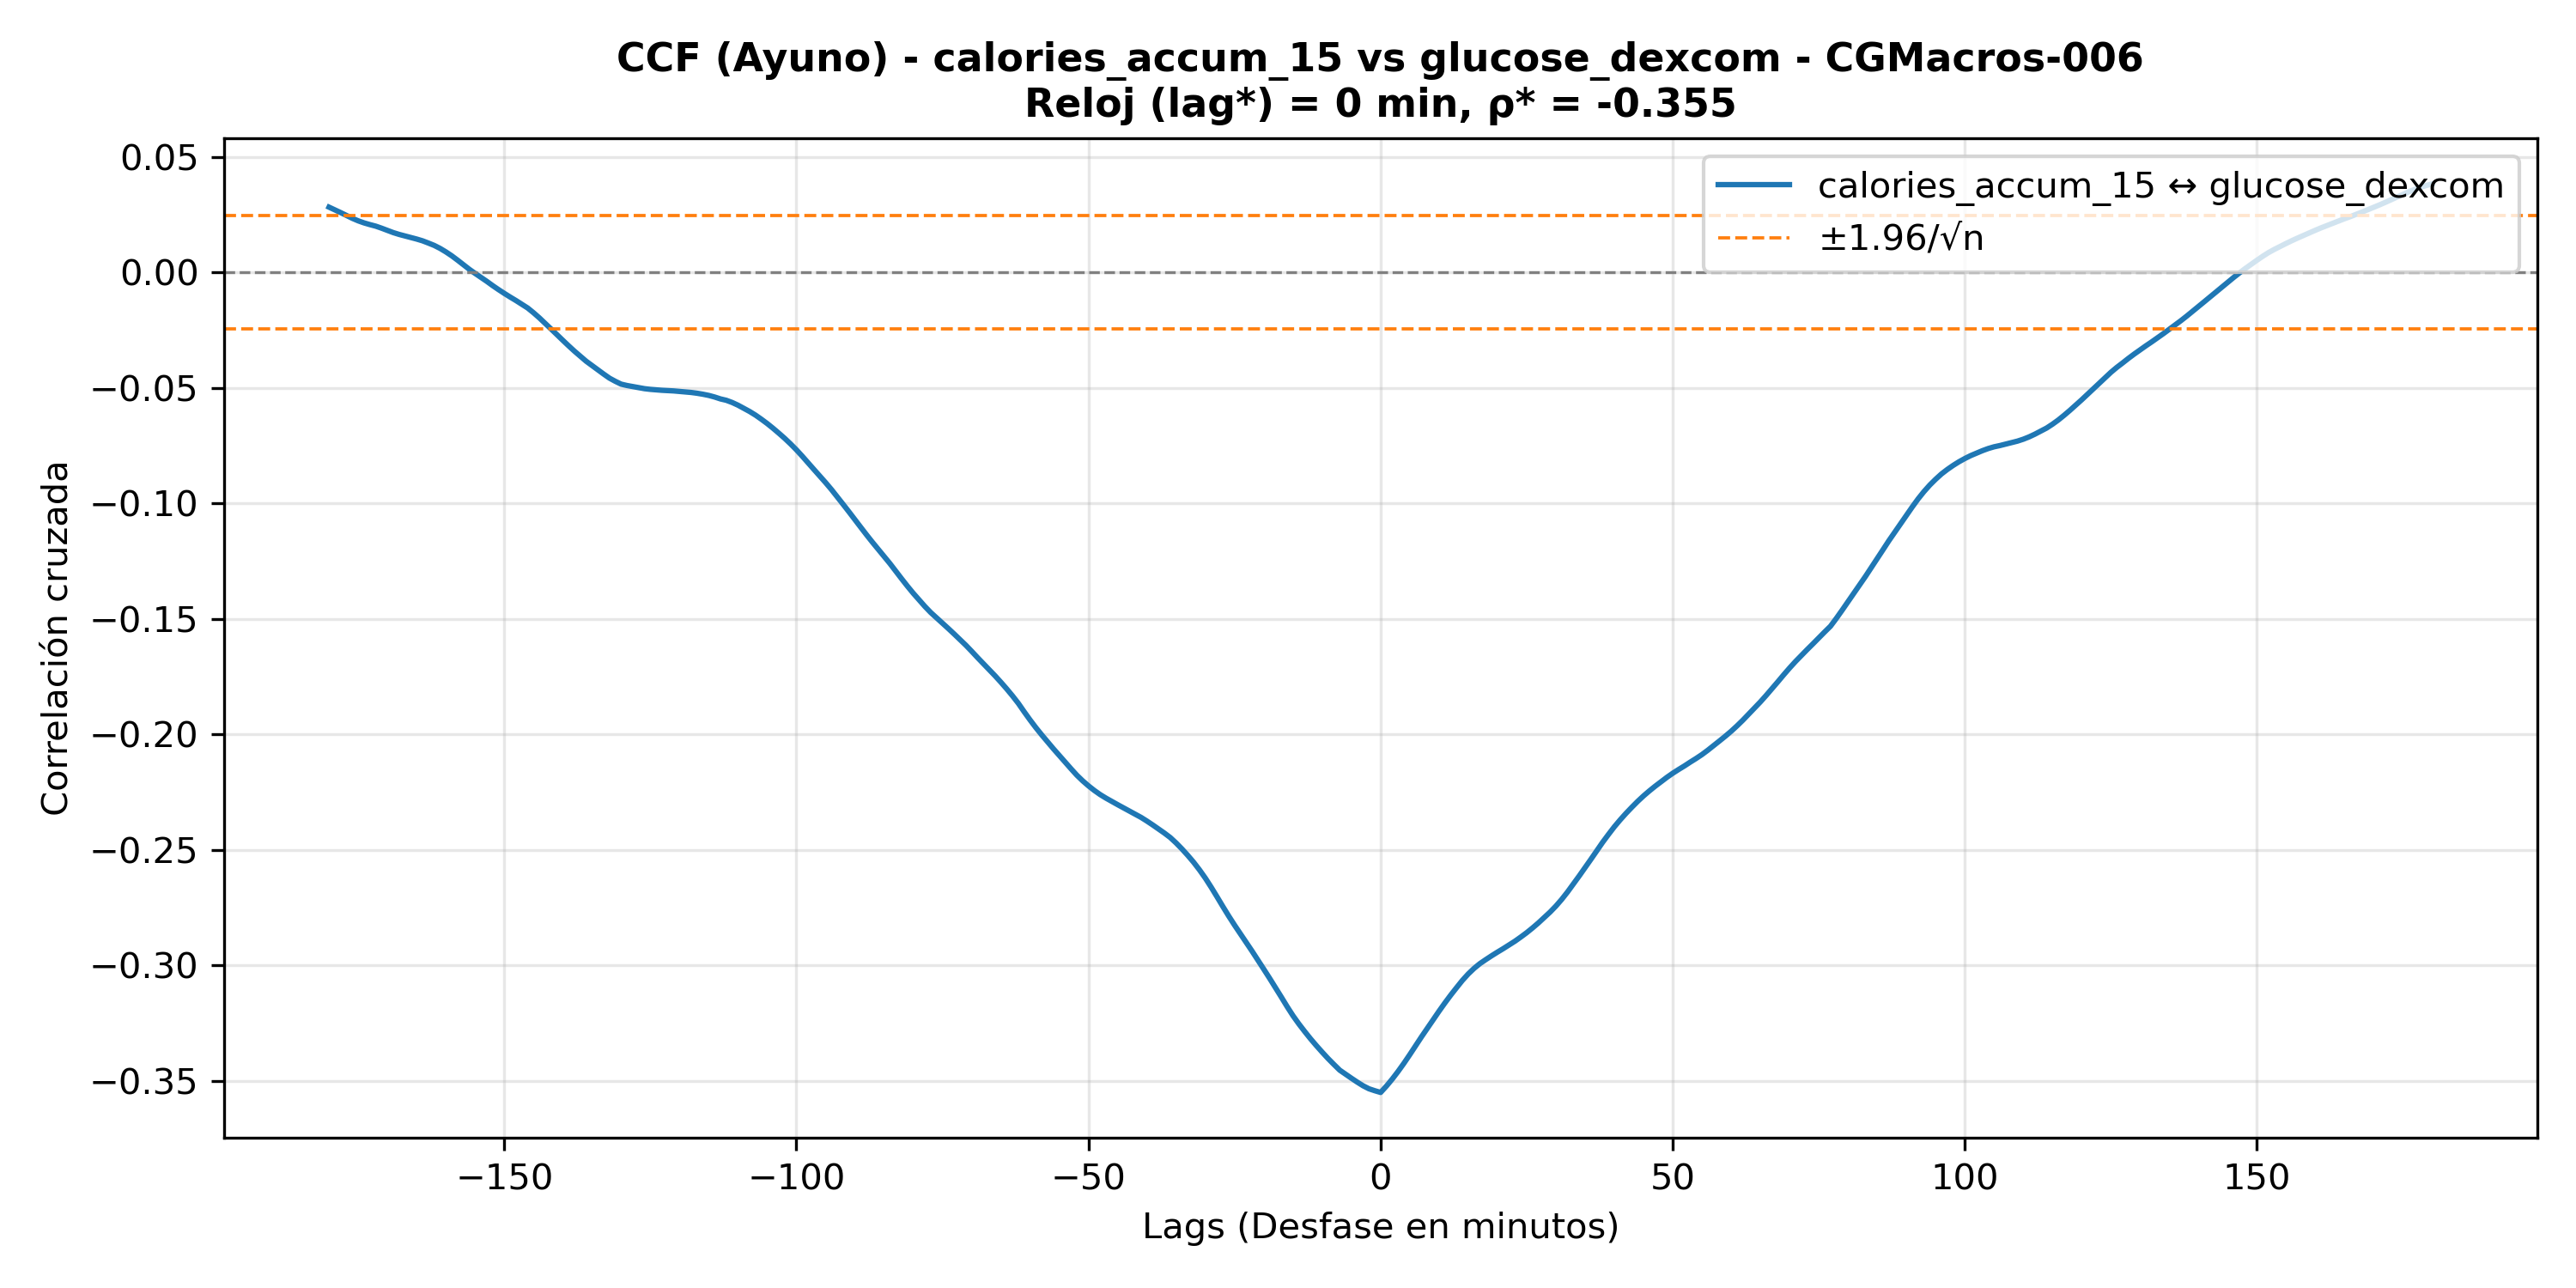 CCF (Ayuno) - calories_accum_15 vs glucose_dexcom - CGMacros-006
Reloj (lag*) = 0 min, ρ* = -0.355
calories_accum_15 ↔ glucose_dexcom
±1.96/√n
Correlación cruzada
0.05
0.00
−0.05
−0.10
−0.15
−0.20
−0.25
−0.30
−0.35
−150
−100
−50
0
50
100
150
Lags (Desfase en minutos)